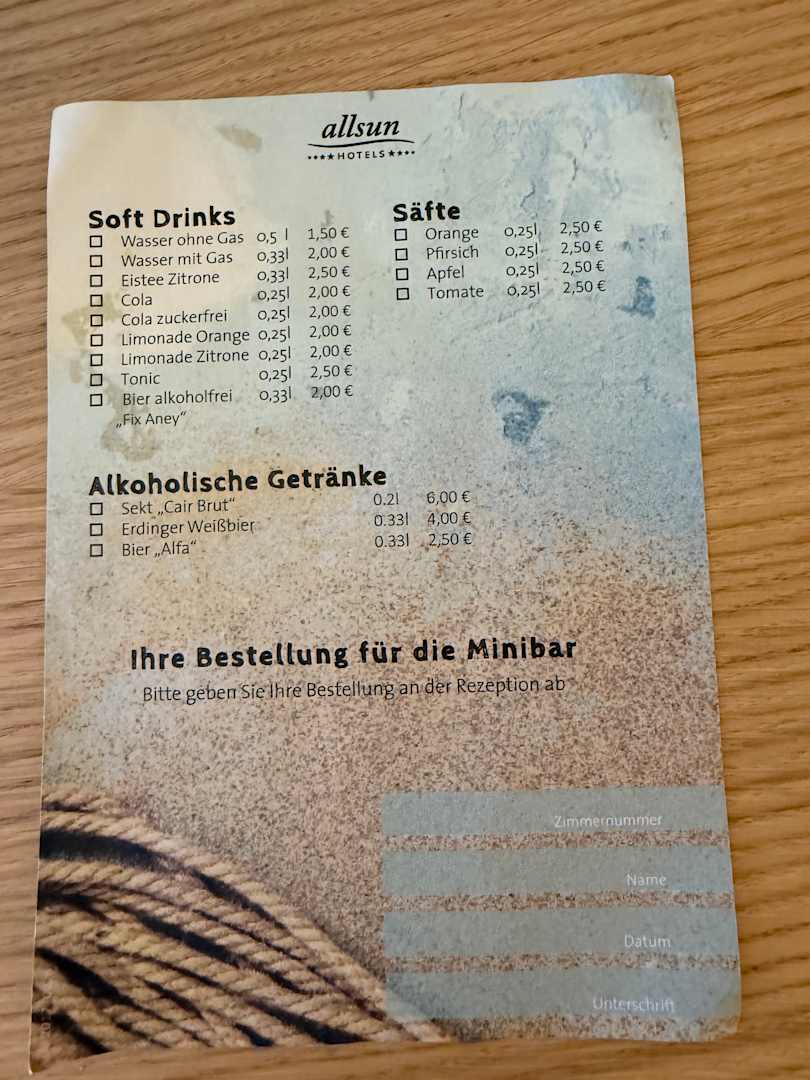 allsun
★★★★HOTELS★★★★
Soft Drinks
Wasser ohne Gas 0,5 l 1,50 €
Wasser mit Gas 0,33l 2,00 €
Eistee Zitrone 0,33l 2,50 €
Cola 0,25l 2,00 €
Cola zuckerfrei 0,25l 2,00 €
Limonade Orange 0,25l 2,00 €
Limonade Zitrone 0,25l 2,00 €
Tonic 0,25l 2,50 €
Bier alkoholfrei 0,33l 2,00 €
„Fix Aney“
Säfte
Orange 0,25l 2,50 €
Pfirsich 0,25l 2,50 €
Apfel 0,25l 2,50 €
Tomate 0,25l 2,50 €
Alkoholische Getränke
Sekt „Cair Brut“ 0.2l 6,00 €
Erdinger Weißbier 0.33l 4,00 €
Bier „Alfa“ 0.33l 2,50 €
Ihre Bestellung für die Minibar
Bitte geben Sie Ihre Bestellung an der Rezeption ab
Zimmernummer
Name
Datum
Unterschrift